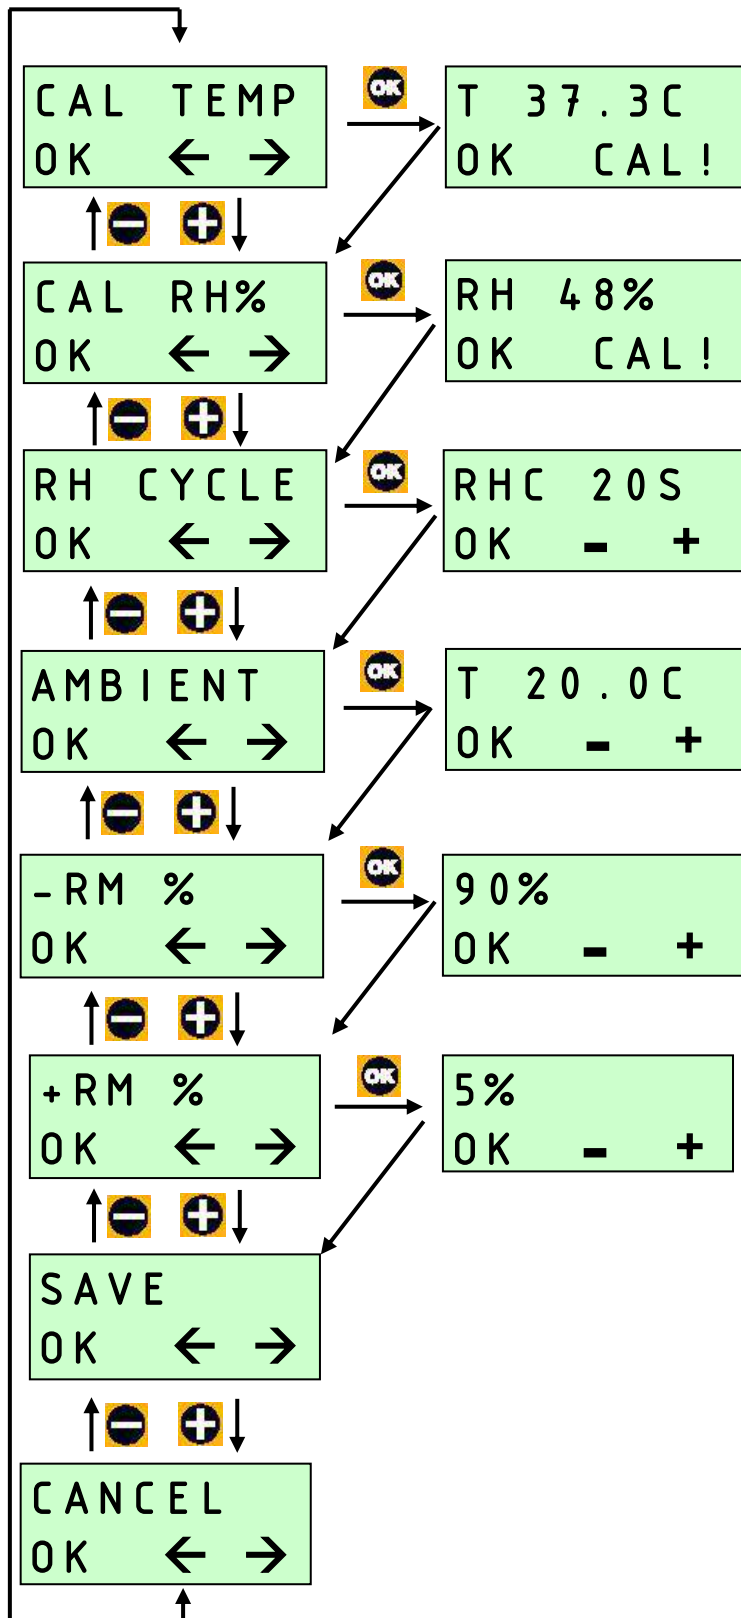 CAL TEMP
OK ← →
OK
T 37.3C
OK CAL!
− +
CAL RH%
OK ← →
OK
RH 48%
OK CAL!
− +
RH CYCLE
OK ← →
OK
RHC 20S
OK - +
− +
AMBIENT
OK ← →
OK
T 20.0C
OK - +
− +
-RM %
OK ← →
OK
90%
OK - +
− +
+RM %
OK ← →
OK
5%
OK - +
− +
SAVE
OK ← →
− +
CANCEL
OK ← →